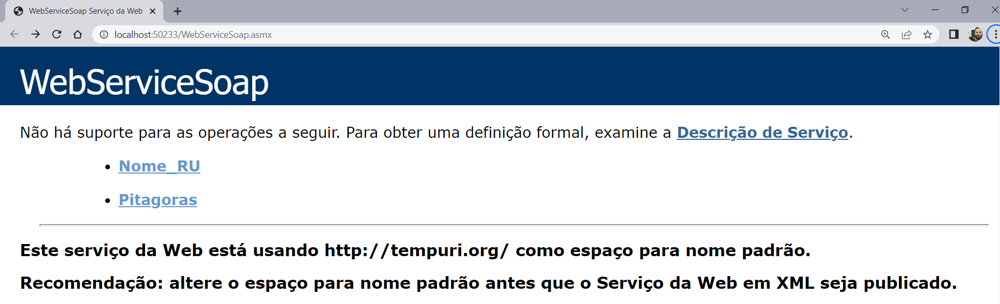 WebServiceSoap Serviço da Web
localhost:50233/WebServiceSoap.asmx
WebServiceSoap
Não há suporte para as operações a seguir. Para obter uma definição formal, examine a Descrição de Serviço.
Nome_RU
Pitagoras
Este serviço da Web está usando http://tempuri.org/ como espaço para nome padrão.
Recomendação: altere o espaço para nome padrão antes que o Serviço da Web em XML seja publicado.